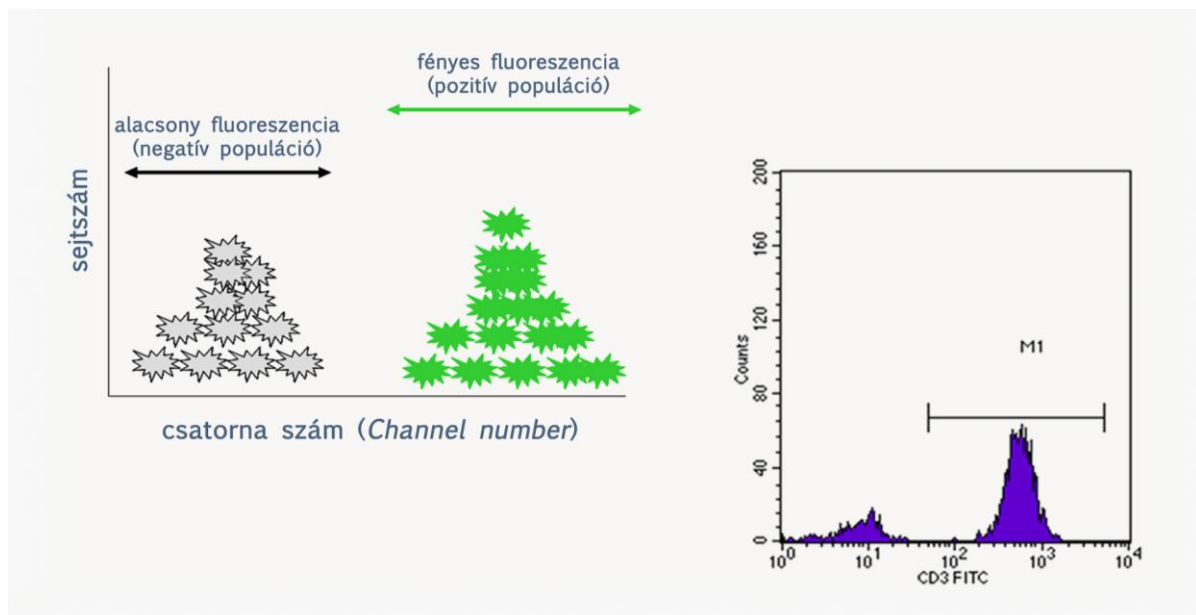 fényes fluoreszencia
(pozitív populáció)
alacsony fluoreszencia
(negatív populáció)
sejtszám
csatorna szám (Channel number)
200
160
120
80
40
0
Counts
M1
10⁰ 10¹ 10² 10³ 10⁴
CD3 FITC